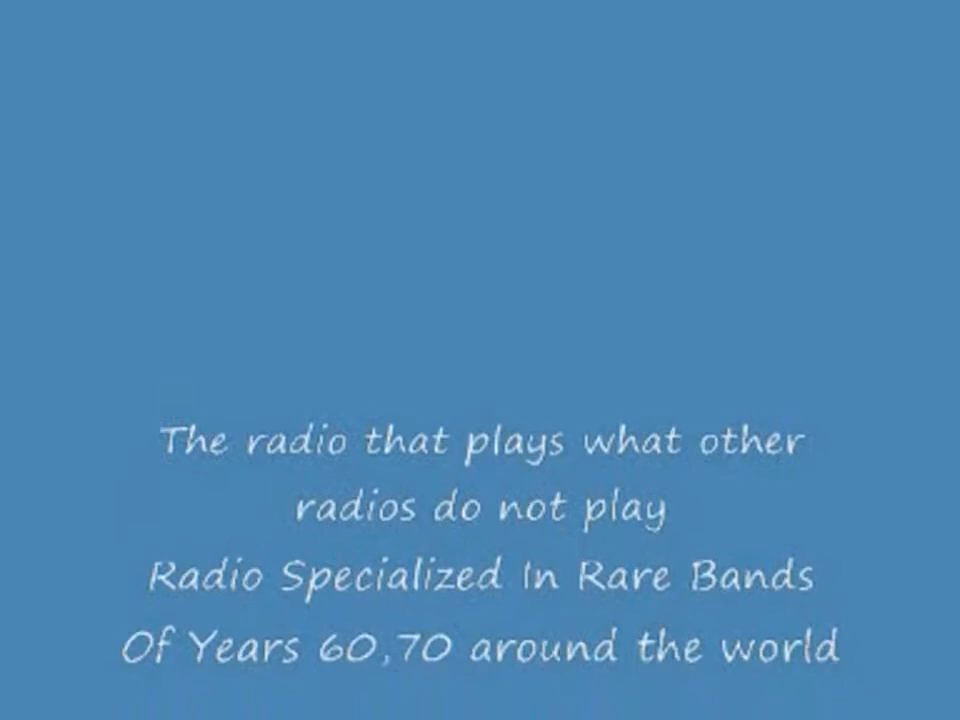 The radio that plays what other
radios do not play
Radio Specialized In Rare Bands
Of Years 60,70 around the world